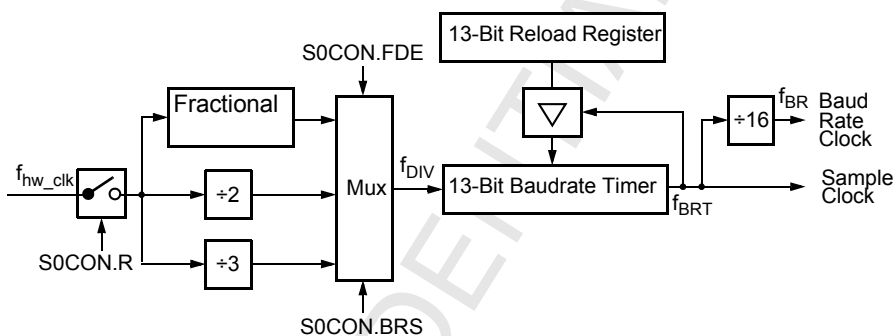 13-Bit Reload Register
S0CON.FDE
Fractional
f_BR
Baud
Rate
Clock
÷16
f_hw_clk
÷2
Mux
f_DIV
13-Bit Baudrate Timer
f_BRT
Sample
Clock
S0CON.R
÷3
S0CON.BRS